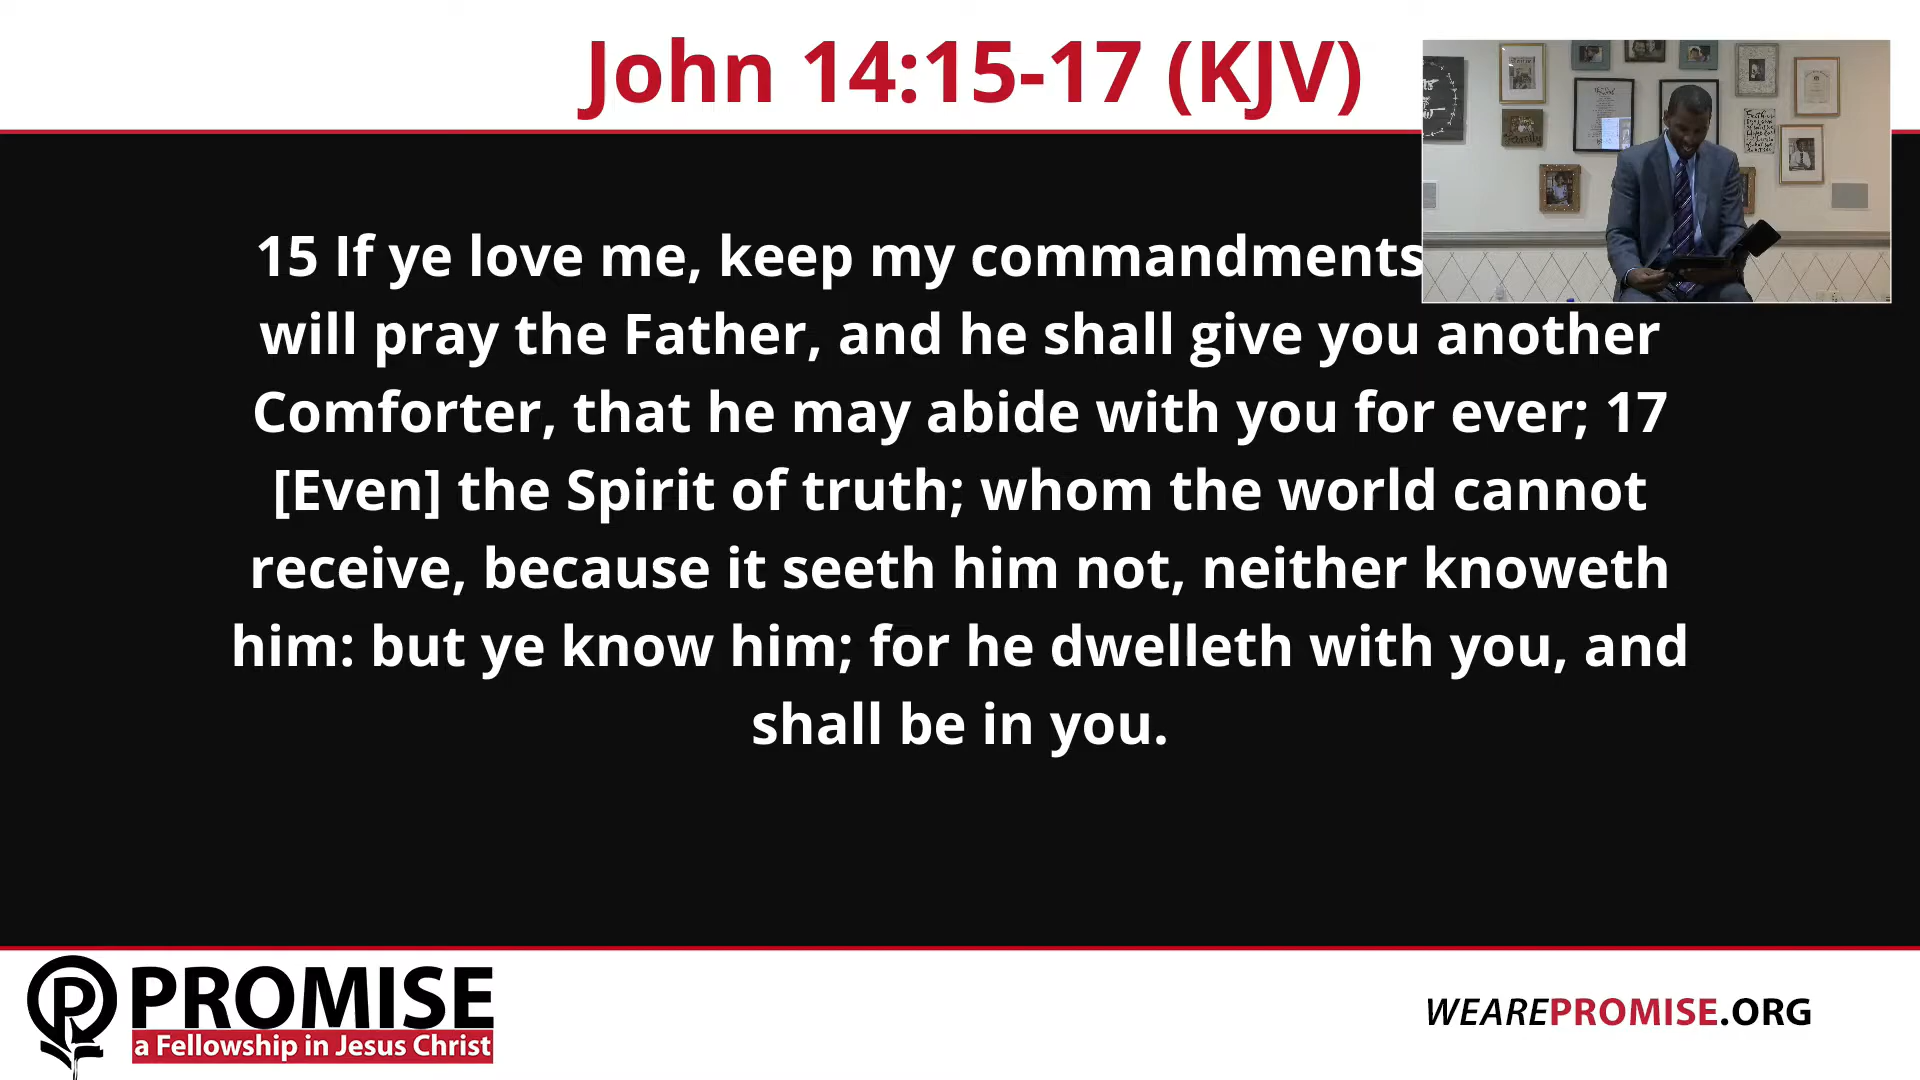 John 14:15-17 (KJV)
15 If ye love me, keep my commandments
will pray the Father, and he shall give you another
Comforter, that he may abide with you for ever; 17
[Even] the Spirit of truth; whom the world cannot
receive, because it seeth him not, neither knoweth
him: but ye know him; for he dwelleth with you, and
shall be in you.
Family
PROMISE
a Fellowship in Jesus Christ
WEAREPROMISE.ORG